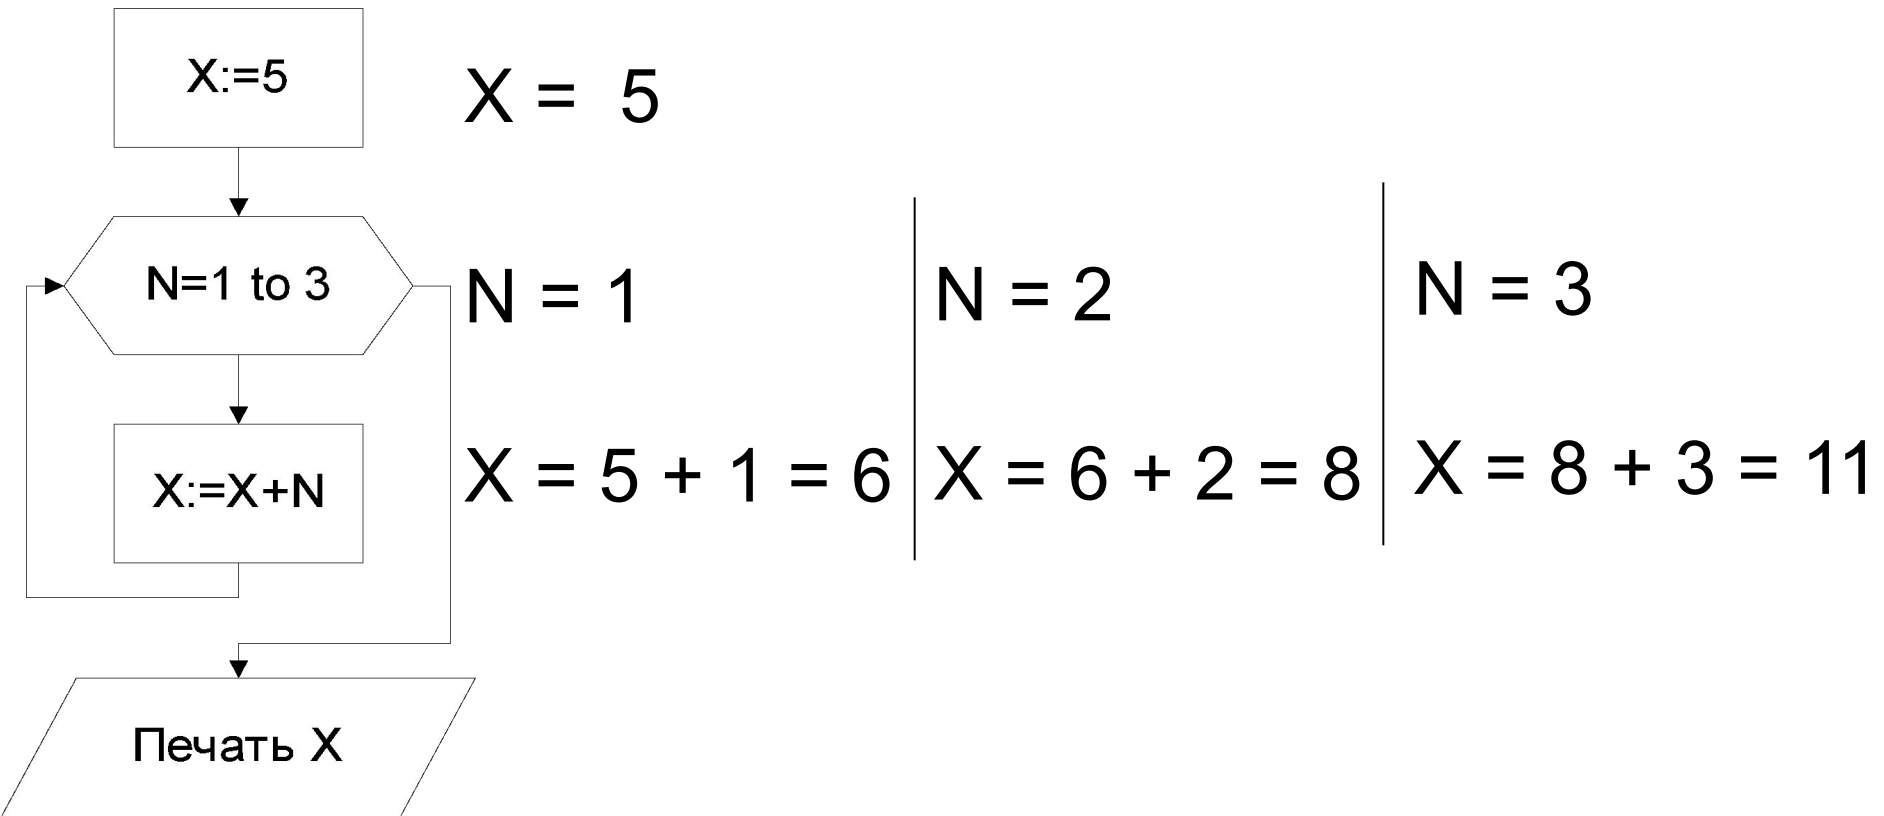 X:=5
X = 5
N=1 to 3
N = 1
N = 2
N = 3
X:=X+N
X = 5 + 1 = 6
X = 6 + 2 = 8
X = 8 + 3 = 11
Печать X